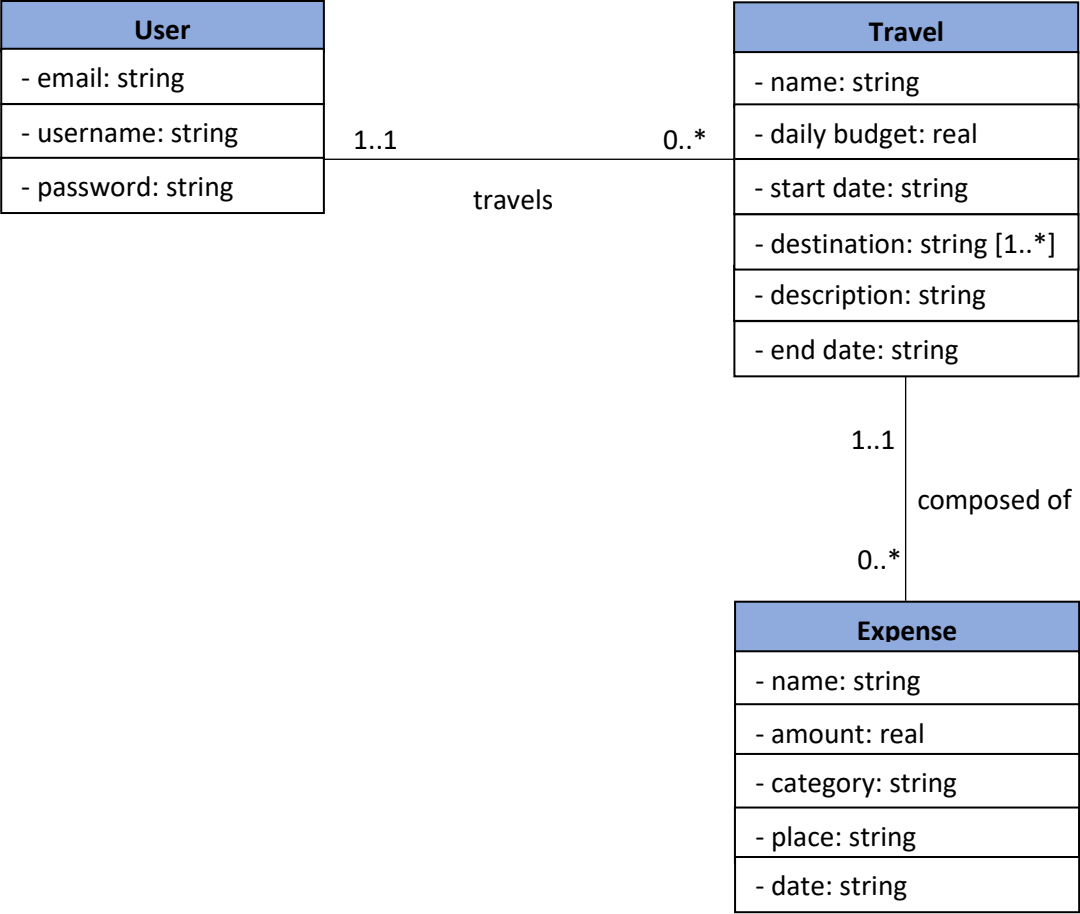 User
- email: string
- username: string
- password: string
1..1
0..*
travels
Travel
- name: string
- daily budget: real
- start date: string
- destination: string [1..*]
- description: string
- end date: string
1..1
composed of
0..*
Expense
- name: string
- amount: real
- category: string
- place: string
- date: string